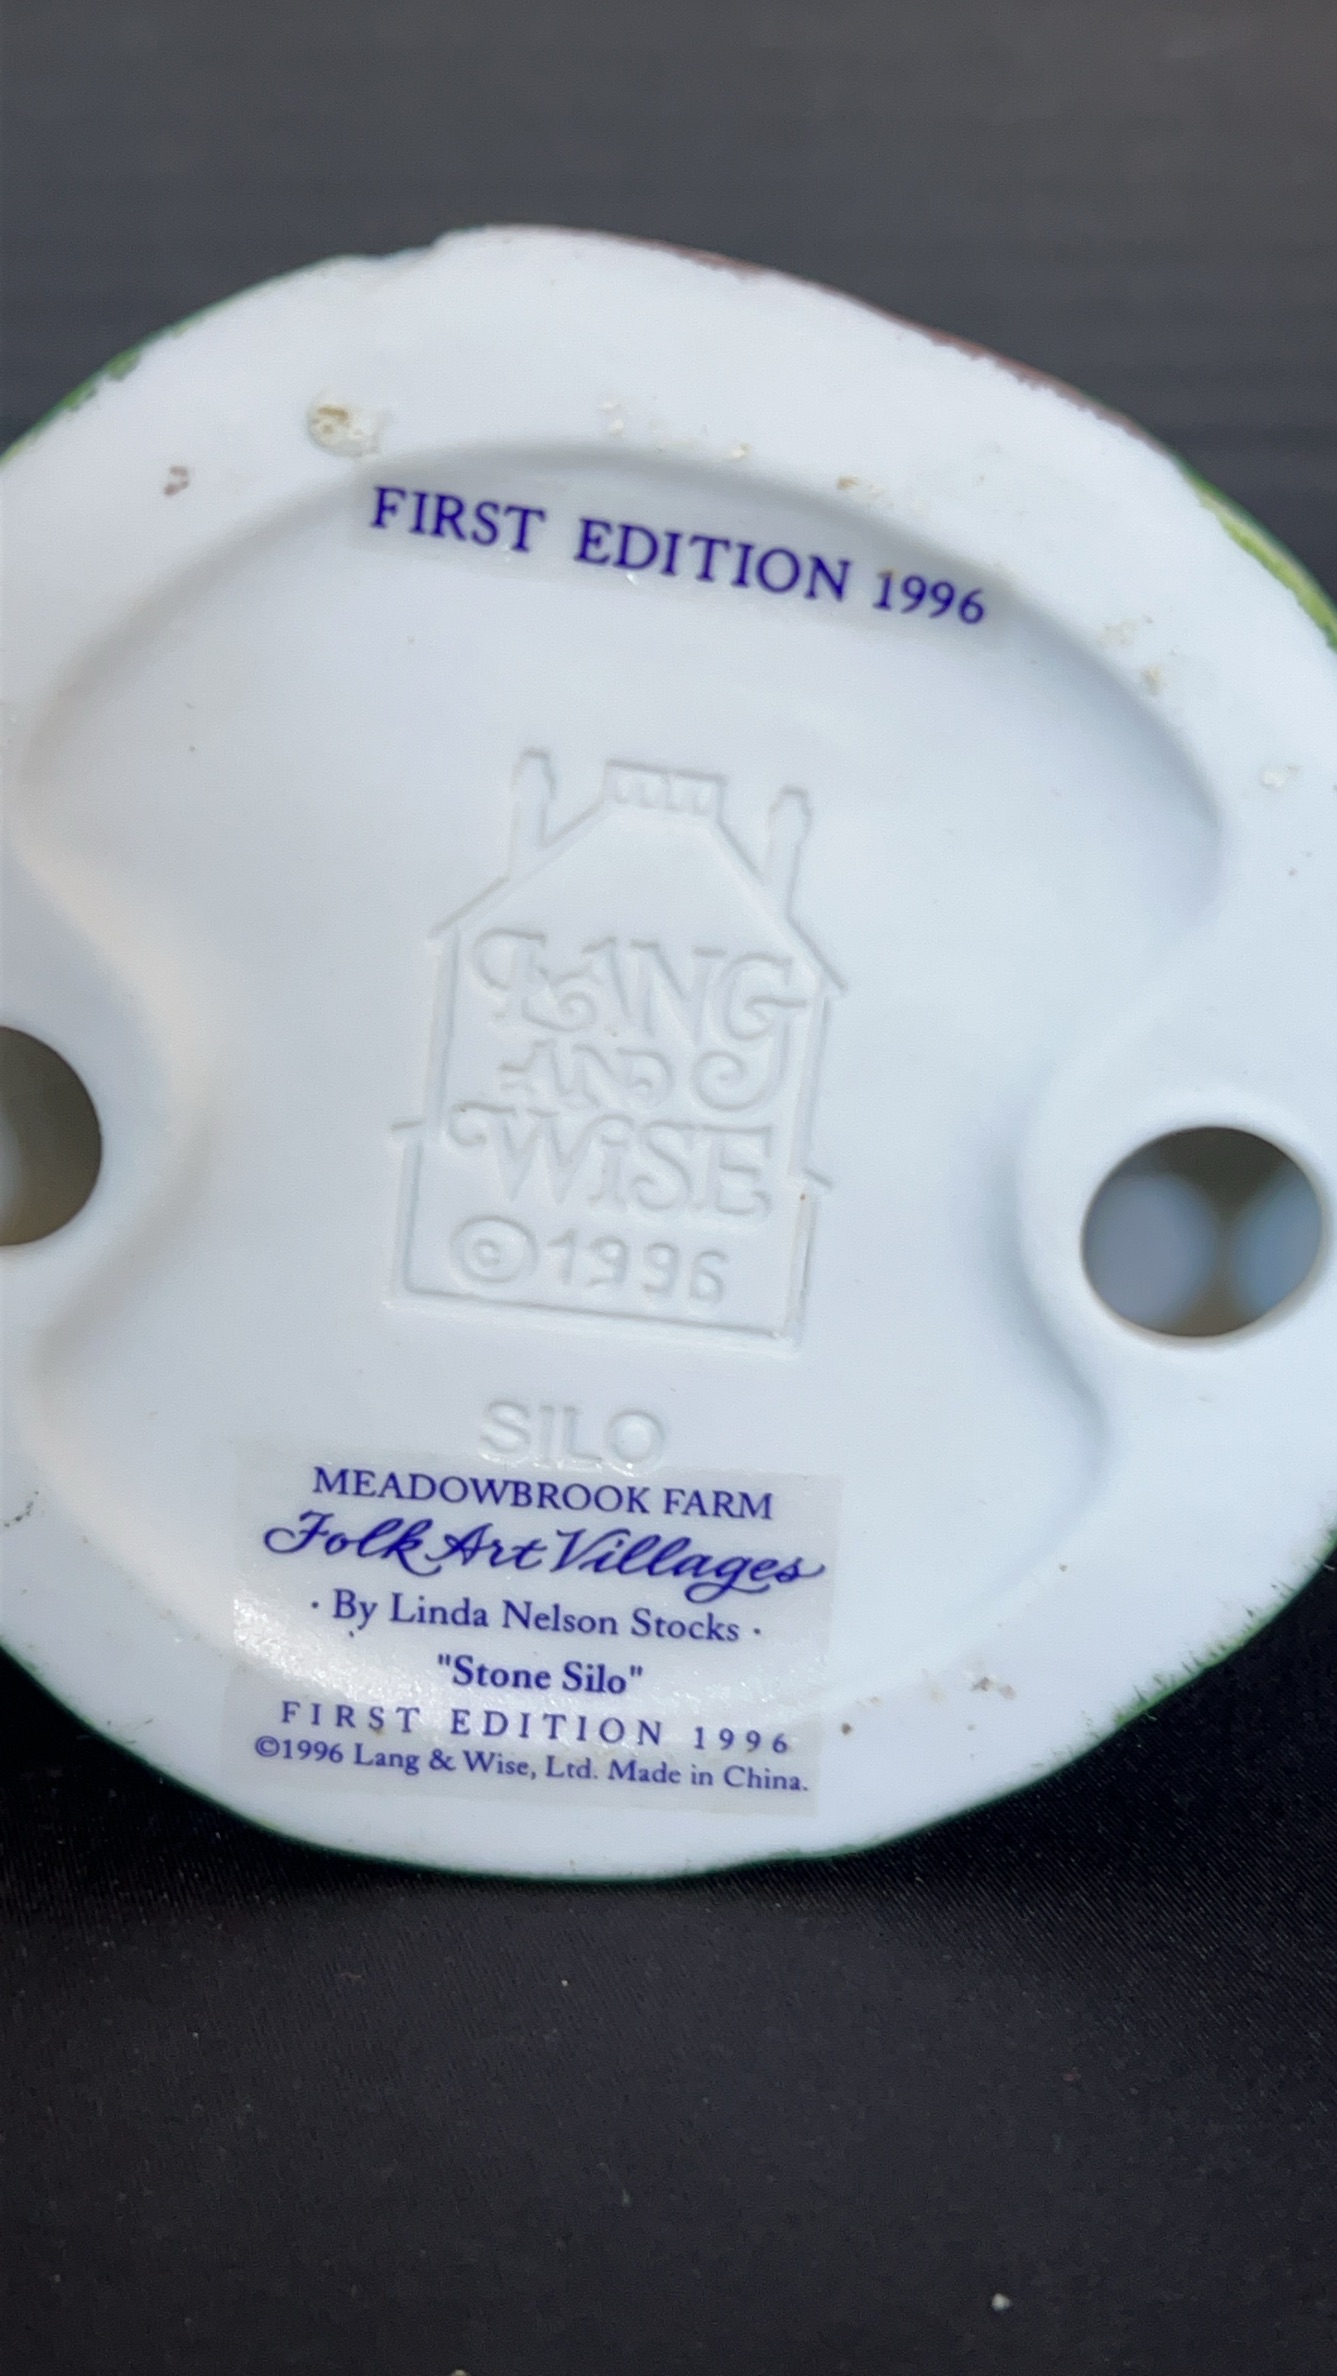 FIRST EDITION 1996
LANG
AND
WiSE
©1996
SILO
MEADOWBROOK FARM
Folk Art Villages
· By Linda Nelson Stocks ·
"Stone Silo"
FIRST EDITION 1996
©1996 Lang & Wise, Ltd. Made in China.